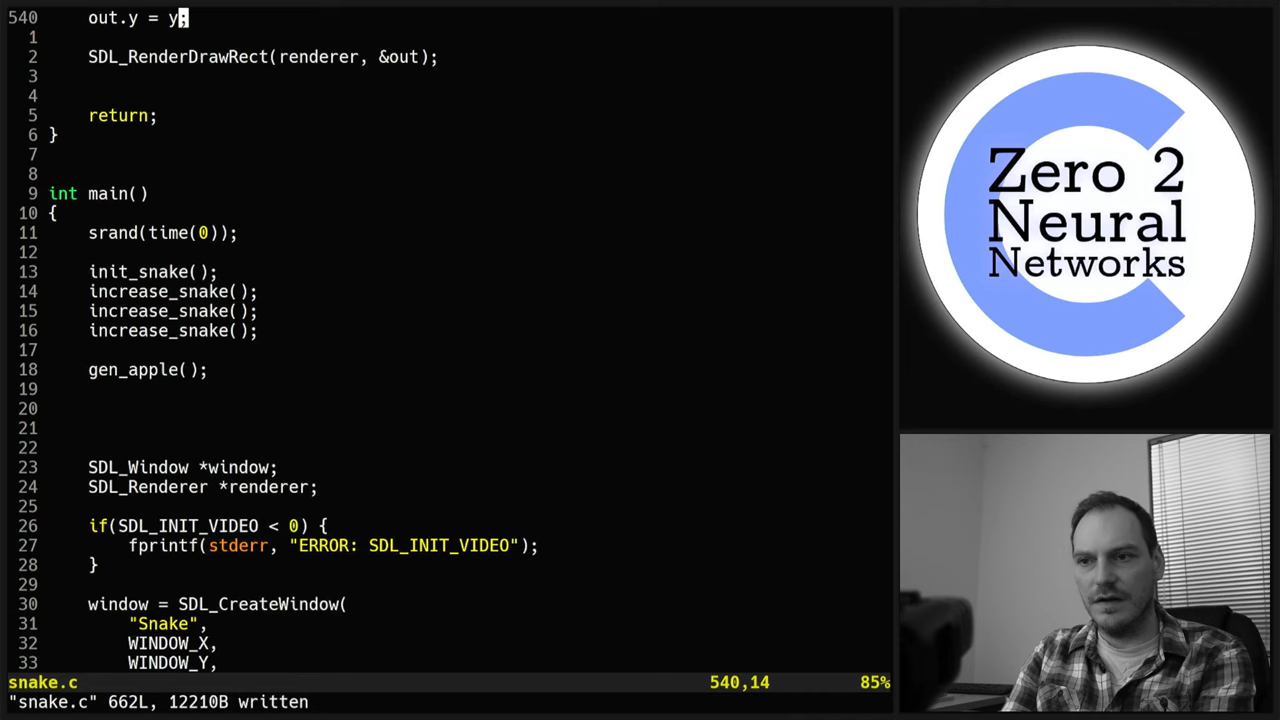 540     out.y = y;
1
2     SDL_RenderDrawRect(renderer, &out);
3
4
5     return;
6 }
7
8
9 int main()
10 {
11     srand(time(0));
12
13     init_snake();
14     increase_snake();
15     increase_snake();
16     increase_snake();
17
18     gen_apple();
19
20
21
22
23     SDL_Window *window;
24     SDL_Renderer *renderer;
25
26     if(SDL_INIT_VIDEO < 0) {
27         fprintf(stderr, "ERROR: SDL_INIT_VIDEO");
28     }
29
30     window = SDL_CreateWindow(
31         "Snake",
32         WINDOW_X,
33         WINDOW_Y,
snake.c 540,14 85%
"snake.c" 662L, 12210B written
Zero 2
Neural
Networks